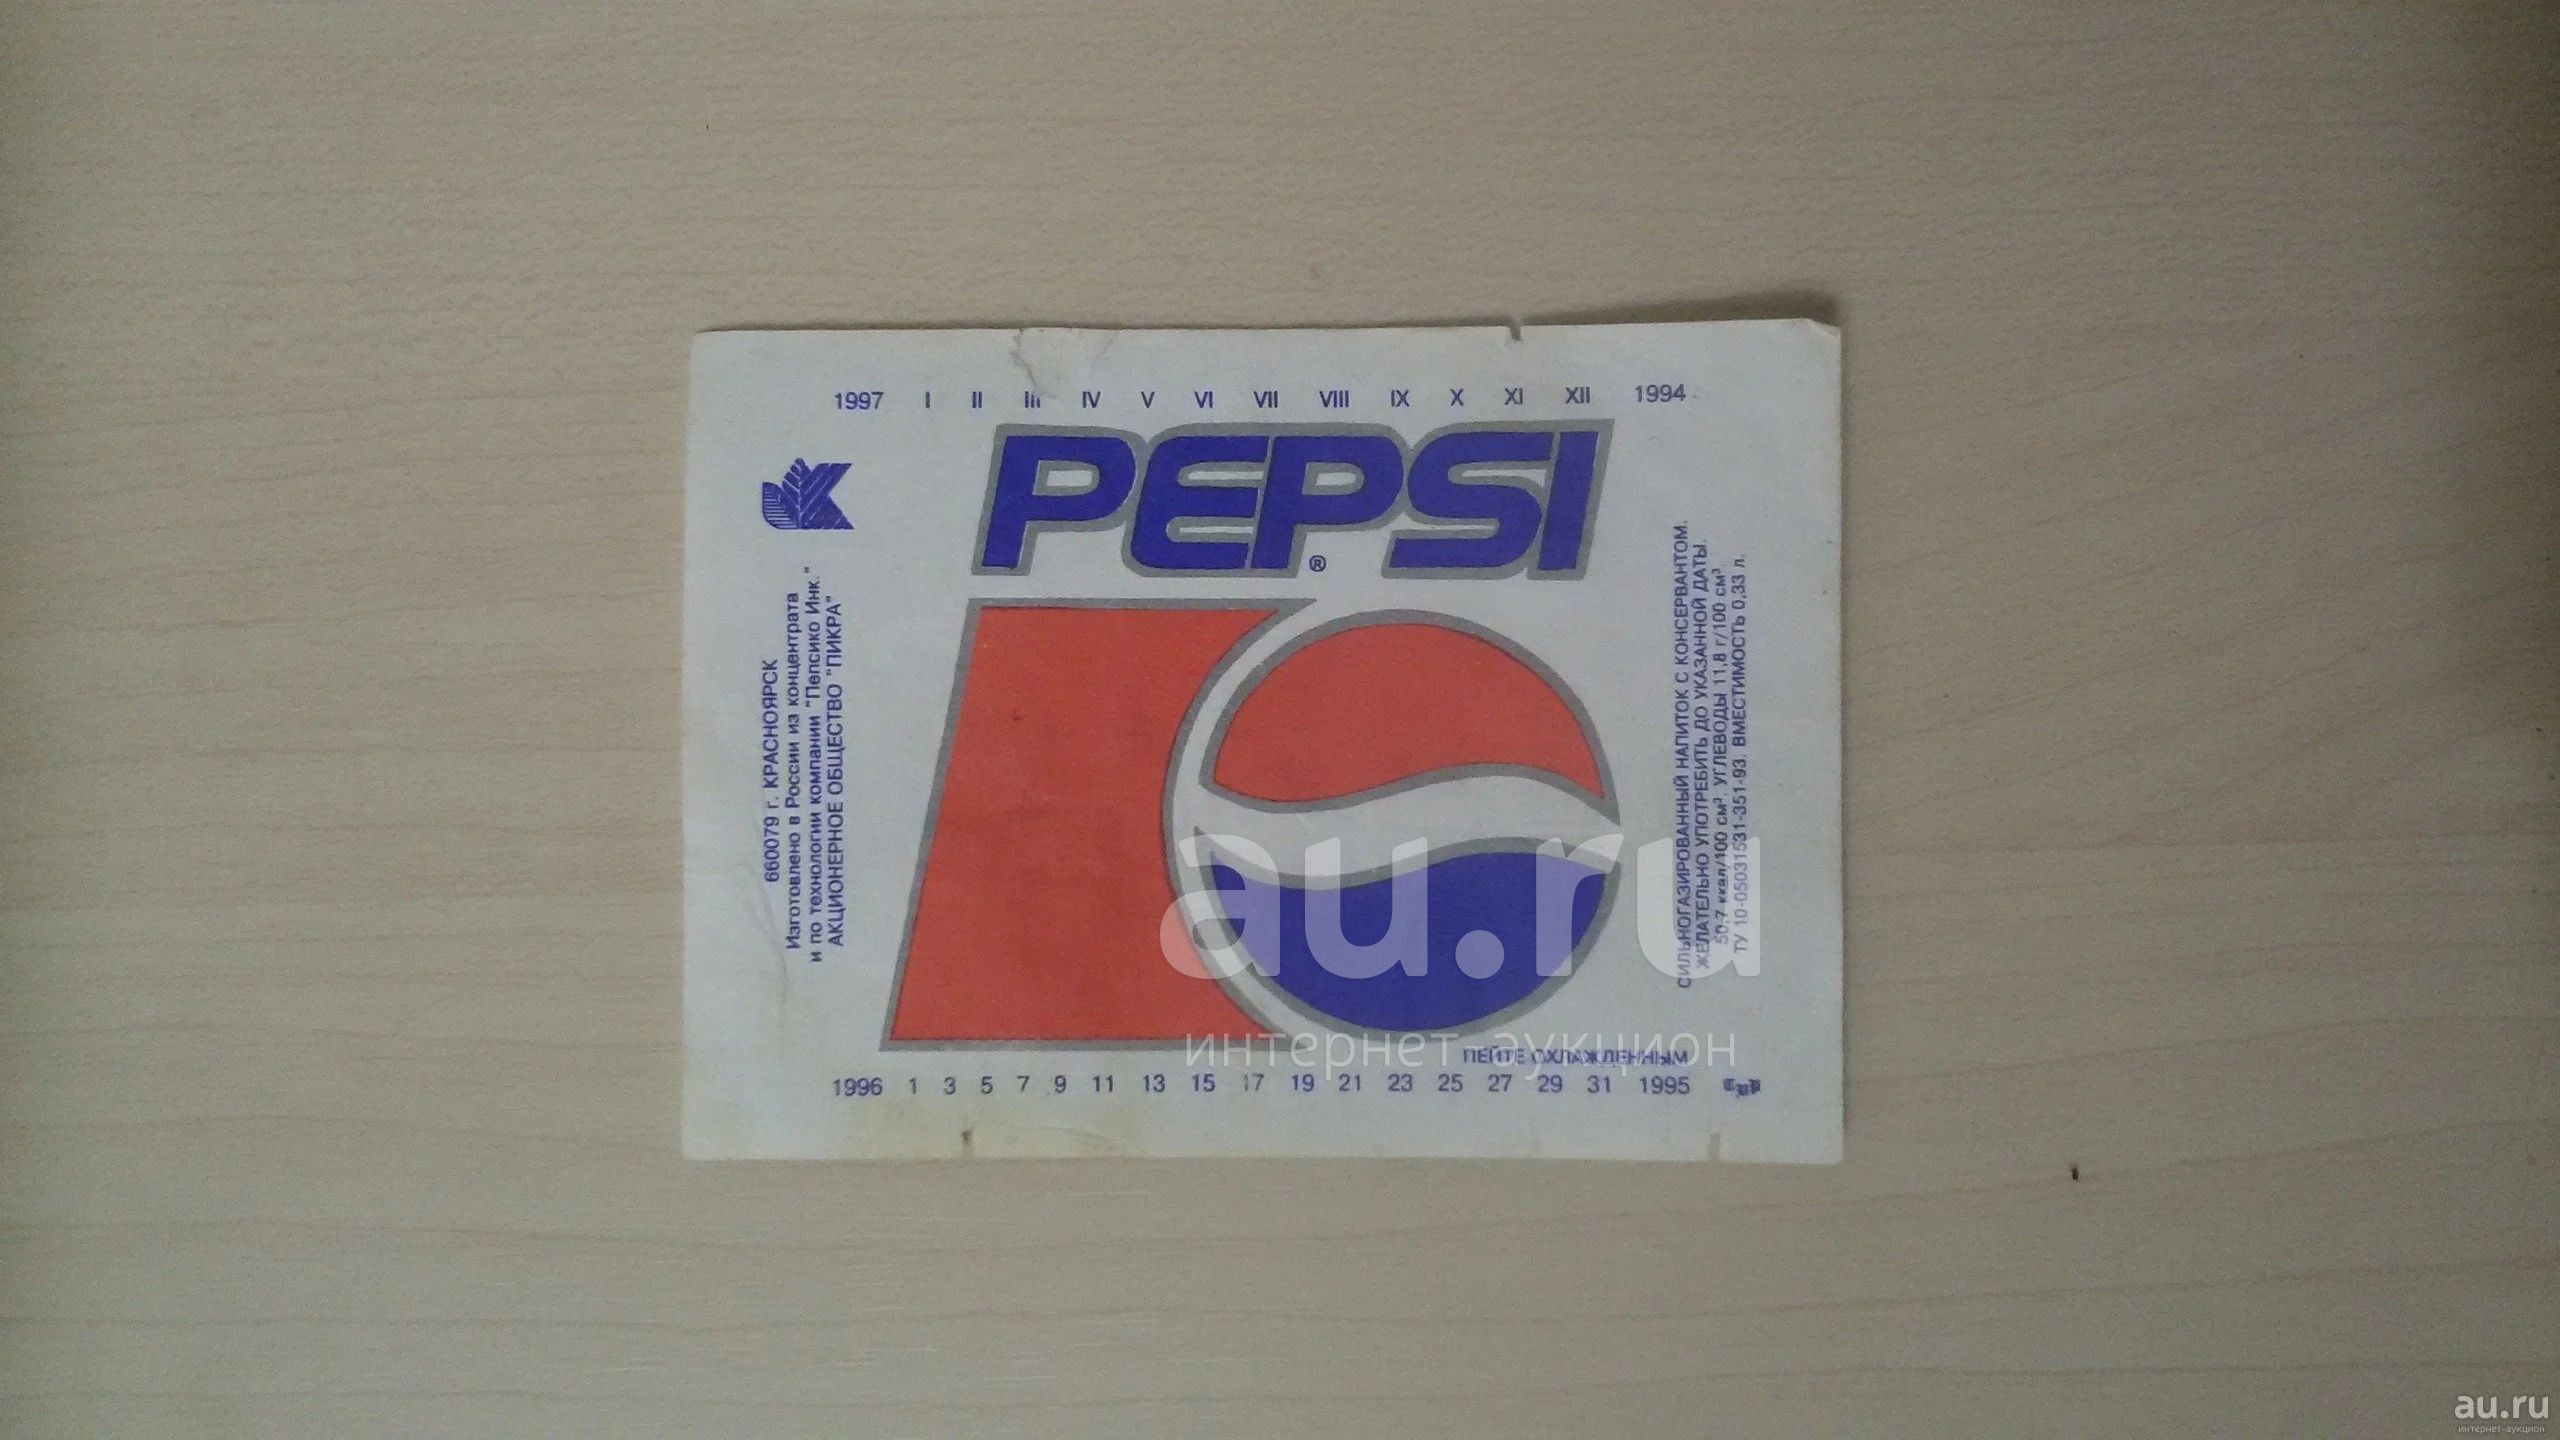 1997 I II III IV V VI VII VIII IX X XI XII 1994
PEPSI
®
660079 г. КРАСНОЯРСК
Изготовлено в России из концентрата
и по технологии компании "Пепсико Инк."
АКЦИОНЕРНОЕ ОБЩЕСТВО "ПИКРА"
СИЛЬНОГАЗИРОВАННЫЙ НАПИТОК С КОНСЕРВАНТОМ.
ЖЕЛАТЕЛЬНО УПОТРЕБИТЬ ДО УКАЗАННОЙ ДАТЫ.
50,7 ккал/100 см³. УГЛЕВОДЫ 11,8 г/100 см³.
ТУ 10-05031531-351-93. ВМЕСТИМОСТЬ 0,33 л.
au.ru
интернет-аукцион
ПЕЙТЕ ОХЛАЖДЕННЫМ
1996 1 3 5 7 9 11 13 15 17 19 21 23 25 27 29 31 1995
au.ru
интернет-аукцион